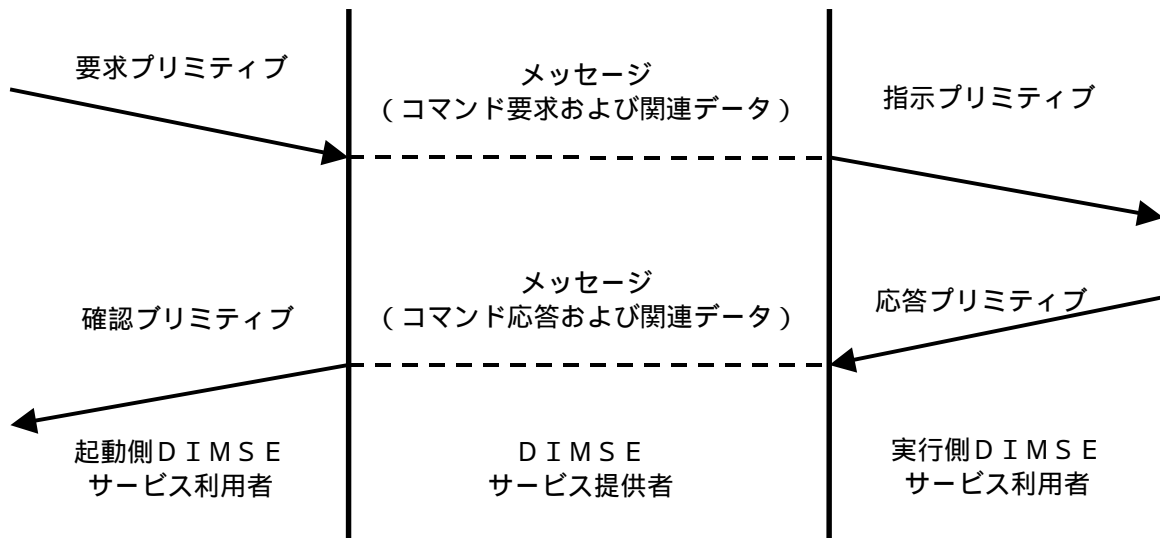 要求プリミティブ
メッセージ
(コマンド要求および関連データ)
指示プリミティブ
メッセージ
(コマンド応答および関連データ)
応答プリミティブ
確認プリミティブ
起動側ＤＩＭＳＥ
サービス利用者
ＤＩＭＳＥ
サービス提供者
実行側ＤＩＭＳＥ
サービス利用者